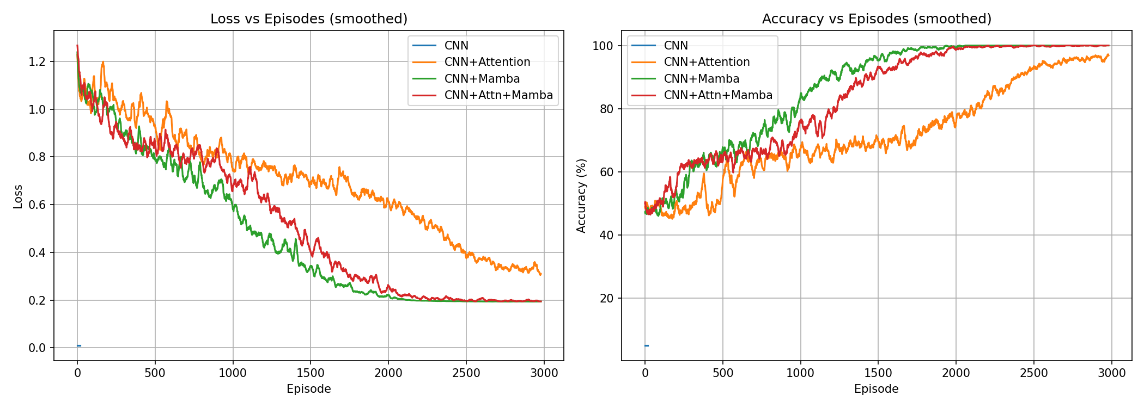 Loss vs Episodes (smoothed)
CNN
CNN+Attention
CNN+Mamba
CNN+Attn+Mamba
1.2
1.0
0.8
0.6
0.4
0.2
0.0
Loss
0 500 1000 1500 2000 2500 3000
Episode
Accuracy vs Episodes (smoothed)
CNN
CNN+Attention
CNN+Mamba
CNN+Attn+Mamba
100
80
60
40
20
Accuracy (%)
0 500 1000 1500 2000 2500 3000
Episode